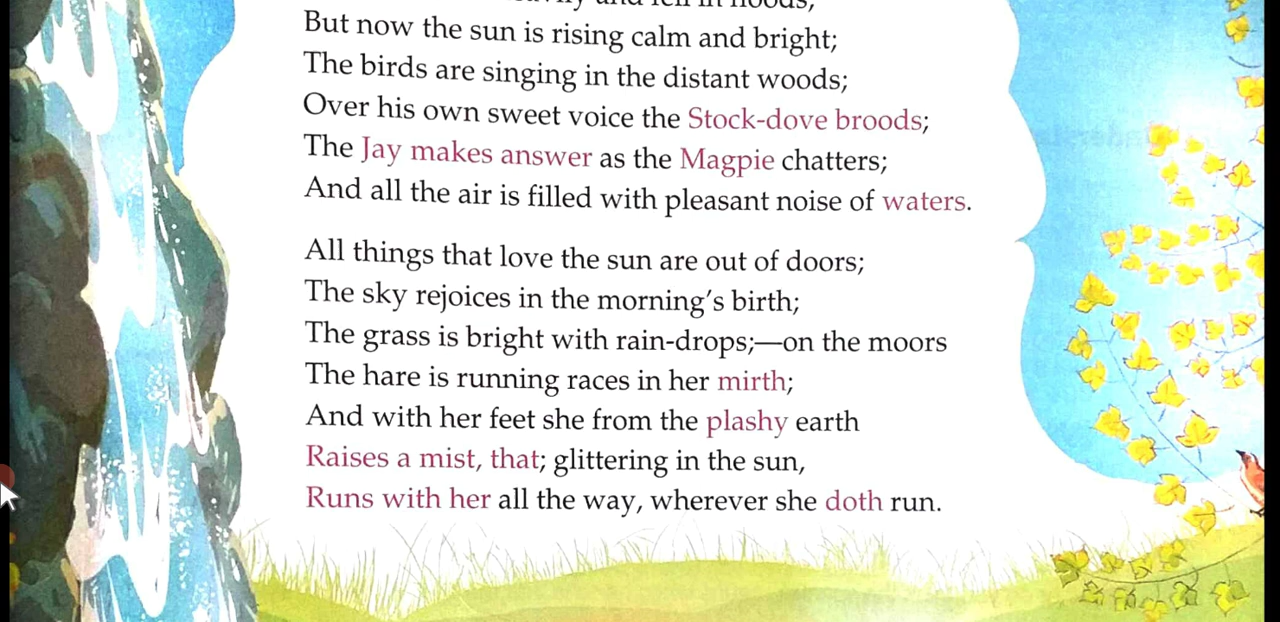 But now the sun is rising calm and bright;
The birds are singing in the distant woods;
Over his own sweet voice the Stock-dove broods;
The Jay makes answer as the Magpie chatters;
And all the air is filled with pleasant noise of waters.
All things that love the sun are out of doors;
The sky rejoices in the morning's birth;
The grass is bright with rain-drops;—on the moors
The hare is running races in her mirth;
And with her feet she from the plashy earth
Raises a mist, that; glittering in the sun,
Runs with her all the way, wherever she doth run.